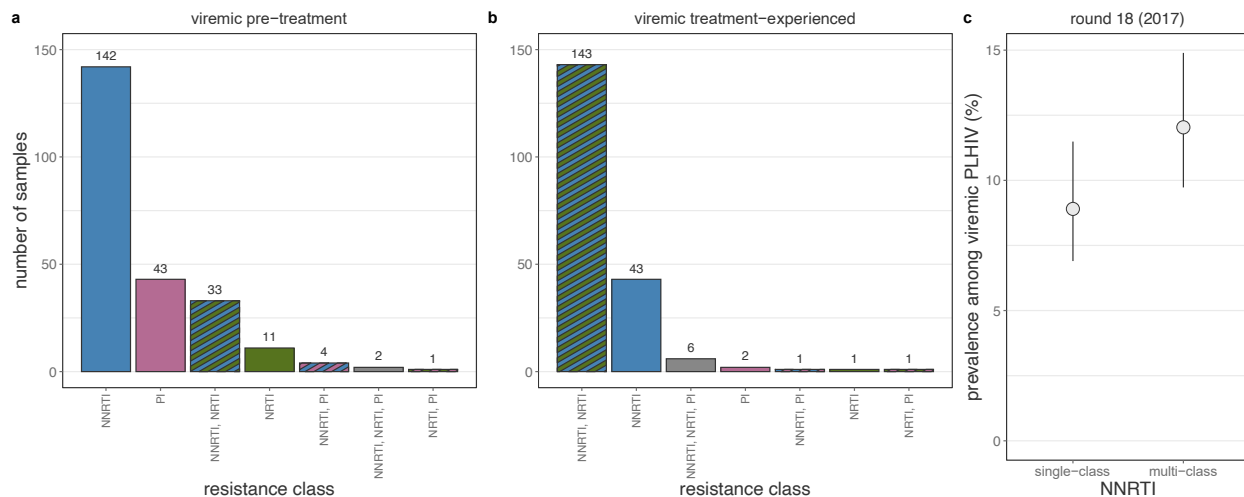 a
viremic pre−treatment
number of samples
150
100
50
0
142
43
33
11
4
2
1
NNRTI
PI
NNRTI, NRTI
NRTI
NNRTI, PI
NNRTI, NRTI, PI
NRTI, PI
resistance class
b
viremic treatment−experienced
150
100
50
0
143
43
6
2
1
1
1
NNRTI, NRTI
NNRTI
NNRTI, NRTI, PI
PI
NNRTI, PI
NRTI
NRTI, PI
resistance class
c
round 18 (2017)
prevalence among viremic PLHIV (%)
15
10
5
0
single−class
multi−class
NNRTI